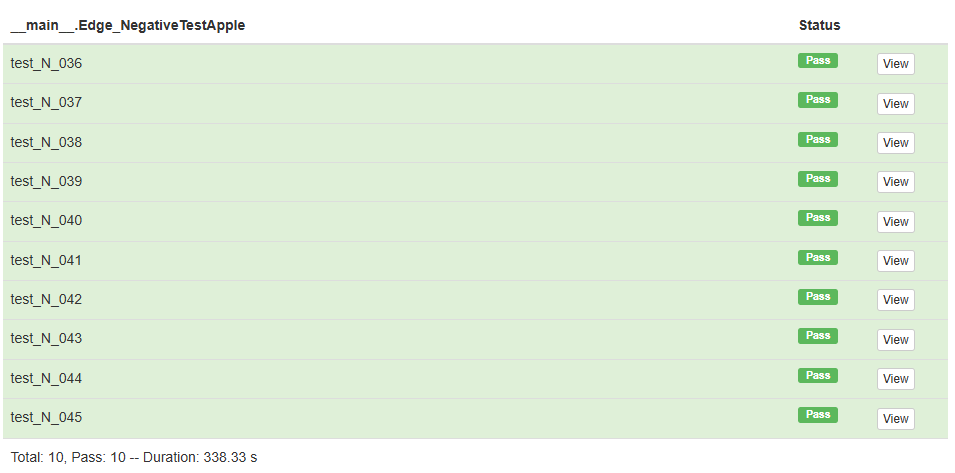 __main__.Edge_NegativeTestApple Status
test_N_036 Pass View
test_N_037 Pass View
test_N_038 Pass View
test_N_039 Pass View
test_N_040 Pass View
test_N_041 Pass View
test_N_042 Pass View
test_N_043 Pass View
test_N_044 Pass View
test_N_045 Pass View
Total: 10, Pass: 10 -- Duration: 338.33 s